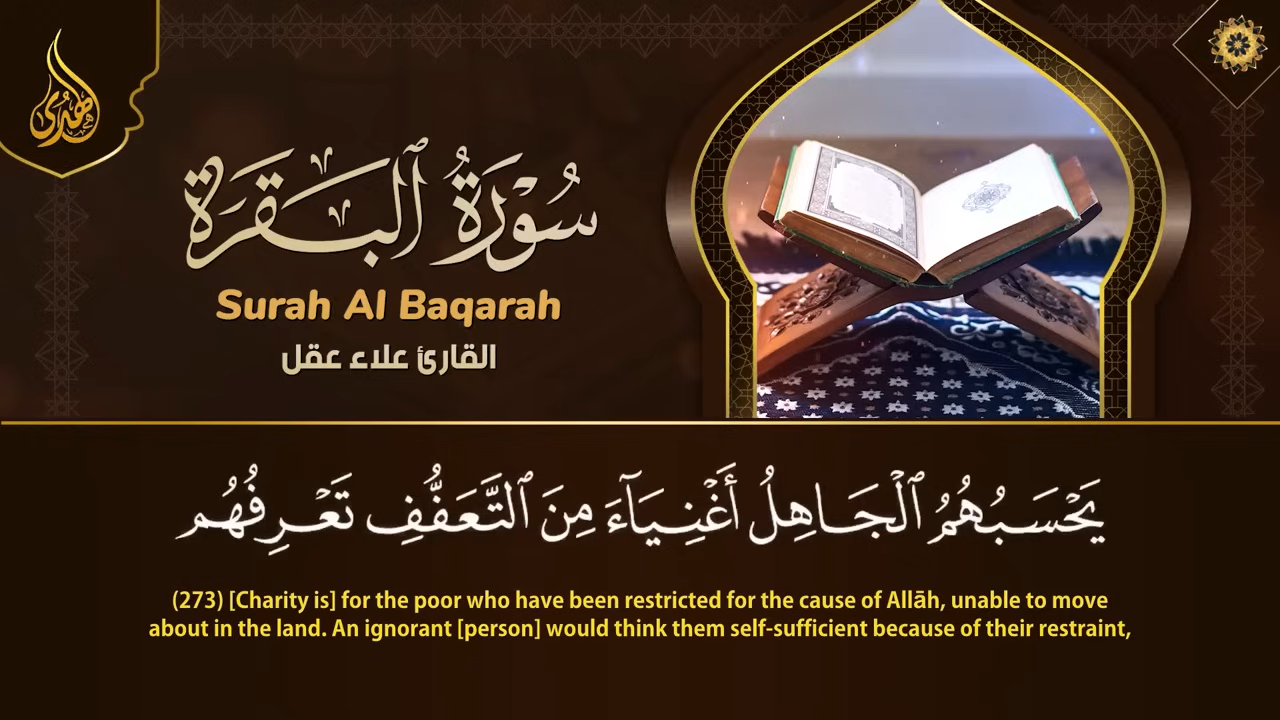 الهدى
سُورَةُ ٱلْبَقَرَةِ
Surah Al Baqarah
القارئ علاء عقل
يَحْسَبُهُمُ ٱلْجَاهِلُ أَغْنِيَآءَ مِنَ ٱلتَّعَفُّفِ تَعْرِفُهُم
(273) [Charity is] for the poor who have been restricted for the cause of Allāh, unable to move
about in the land. An ignorant [person] would think them self-sufficient because of their restraint,